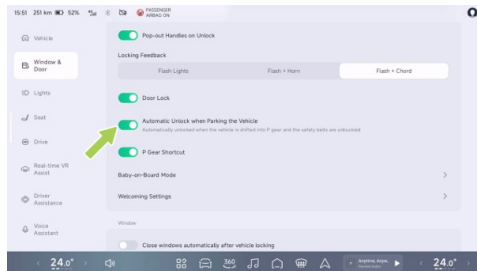 15:51 251 km 52% PASSENGER AIRBAG ON
Vehicle
Window & Door
Lights
Seat
Drive
Real-time VR Assist
Driver Assistance
Voice Assistant
Pop-out Handles on Unlock
Locking Feedback
Flash Lights Flash + Horn Flash + Chord
Door Lock
Automatic Unlock when Parking the Vehicle
Automatically unlocked when the vehicle is shifted into P gear and the safety belts are unbuckled
P Gear Shortcut
Baby-on-Board Mode
Welcoming Settings
Window
Close windows automatically after vehicle locking
24.0° 360 Anytime, Anyw, 24.0°